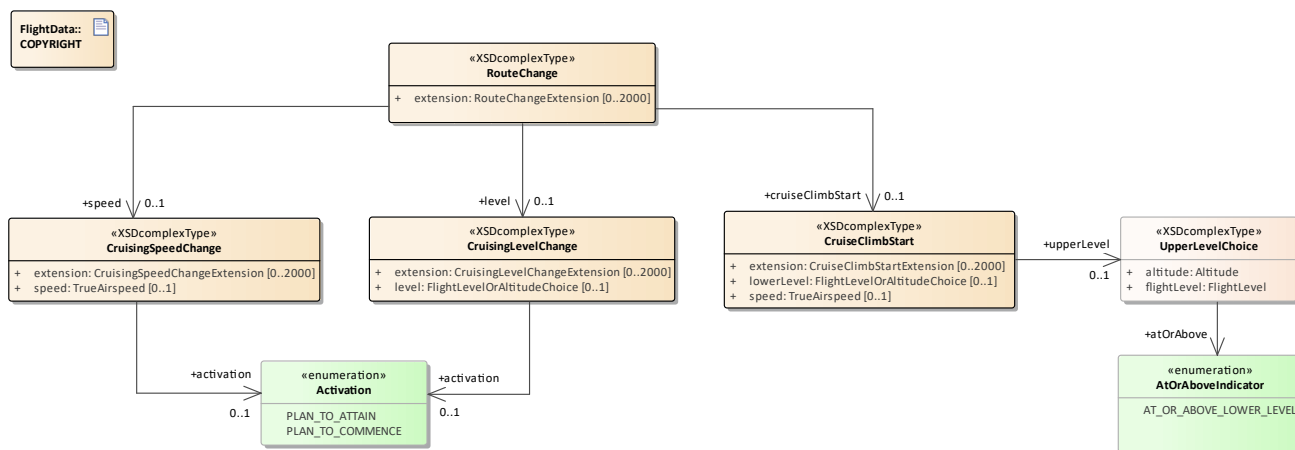 FlightData::
COPYRIGHT
«XSDcomplexType»
RouteChange
+ extension: RouteChangeExtension [0..2000]
+speed
0..1
+level
0..1
+cruiseClimbStart
0..1
«XSDcomplexType»
CruisingSpeedChange
+ extension: CruisingSpeedChangeExtension [0..2000]
+ speed: TrueAirspeed [0..1]
«XSDcomplexType»
CruisingLevelChange
+ extension: CruisingLevelChangeExtension [0..2000]
+ level: FlightLevelOrAltitudeChoice [0..1]
«XSDcomplexType»
CruiseClimbStart
+ extension: CruiseClimbStartExtension [0..2000]
+ lowerLevel: FlightLevelOrAltitudeChoice [0..1]
+ speed: TrueAirspeed [0..1]
+upperLevel
0..1
«XSDcomplexType»
UpperLevelChoice
+ altitude: Altitude
+ flightLevel: FlightLevel
+activation
0..1
«enumeration»
Activation
PLAN_TO_ATTAIN
PLAN_TO_COMMENCE
+activation
0..1
+atOrAbove
«enumeration»
AtOrAboveIndicator
AT_OR_ABOVE_LOWER_LEVEL